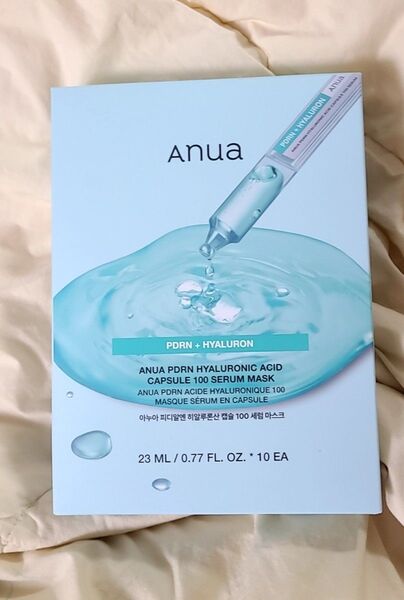 Anua
PDRN + HYALURON
Anua
PDRN + HYALURON
ANUA PDRN HYALURONIC ACID
CAPSULE 100 SERUM MASK
ANUA PDRN ACIDE HYALURONIQUE 100
MASQUE SÉRUM EN CAPSULE
아누아 피디알엔 히알루론산 캡슐 100 세럼 마스크
23 ML / 0.77 FL. OZ. * 10 EA